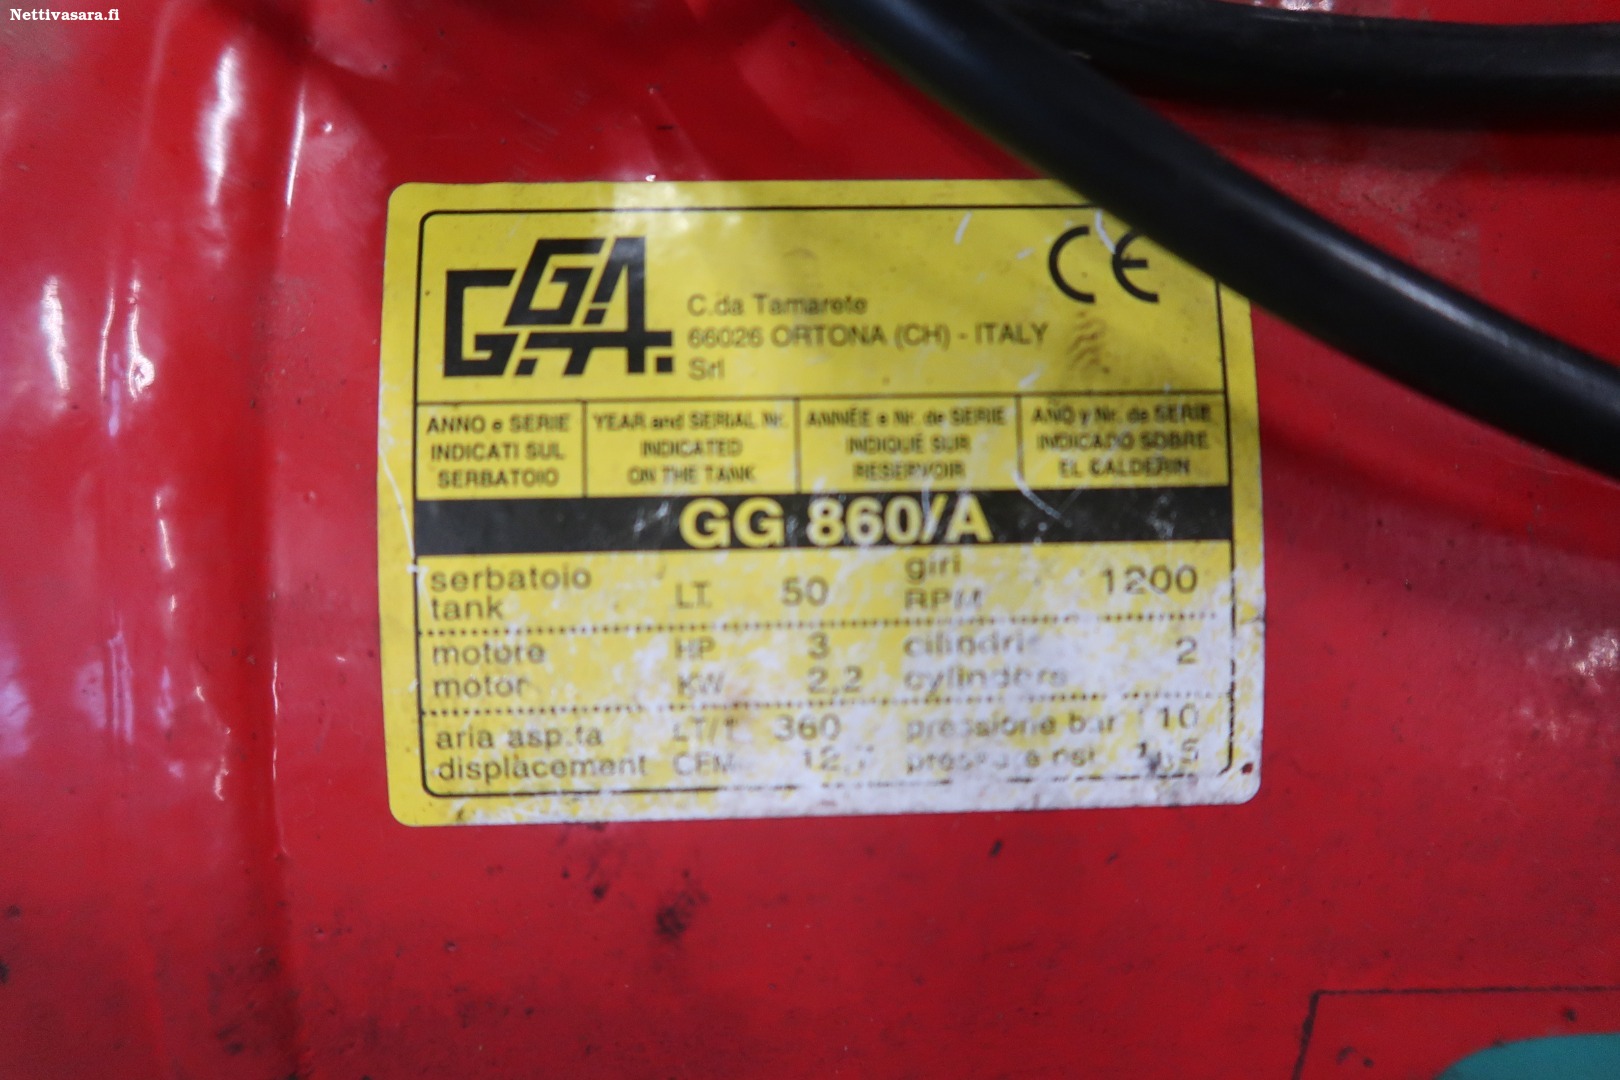 Nettivasara.fi
G.G.A.
C.da Tamarete
66026 ORTONA (CH) - ITALY
Srl
CE
ANNO e SERIE
INDICATI SUL
SERBATOIO
YEAR and SERIAL Nr.
INDICATED
ON THE TANK
ANNÉE e Nr. de SERIE
INDIQUÉ SUR
RESERVOIR
AÑO y Nr. de SERIE
INDICADO SOBRE
EL CALDERIN
GG 860/A
serbatoio
tank LT. 50
giri
RPM 1200
motore HP 3
motor KW 2,2
cilindri
cylinders 2
aria asp.ta LT/1' 360
displacement CFM
pressione bar 10
pressure psi